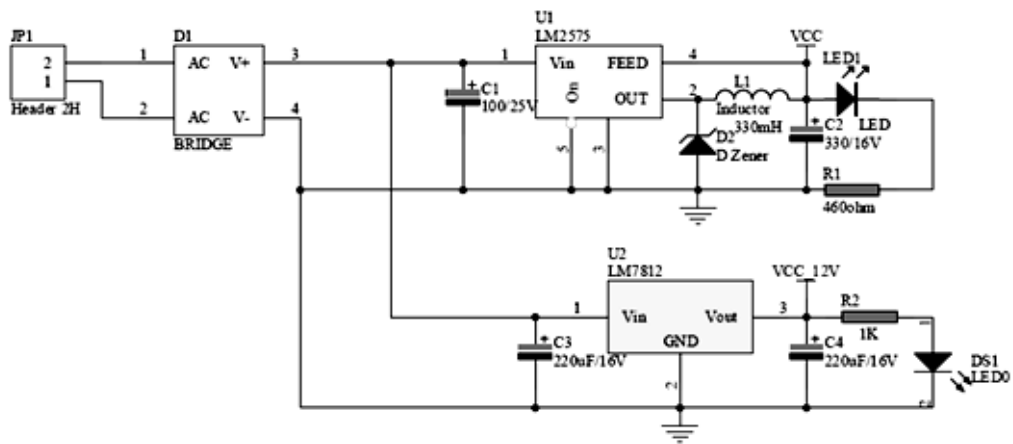 JP1
2
1
Header 2H
1
2
D1
AC V+
AC V-
BRIDGE
3
4
C1
100/25V
1
U1
LM2575
Vin FEED
On OUT
5
3
4
2
D2
D Zener
L1
Inductor
330mH
VCC
LED1
LED
C2
330/16V
R1
460ohm
U2
LM7812
1
Vin Vout
GND
2
3
C3
220uF/16V
VCC_12V
R2
1K
C4
220uF/16V
1
DS1
LED0
2